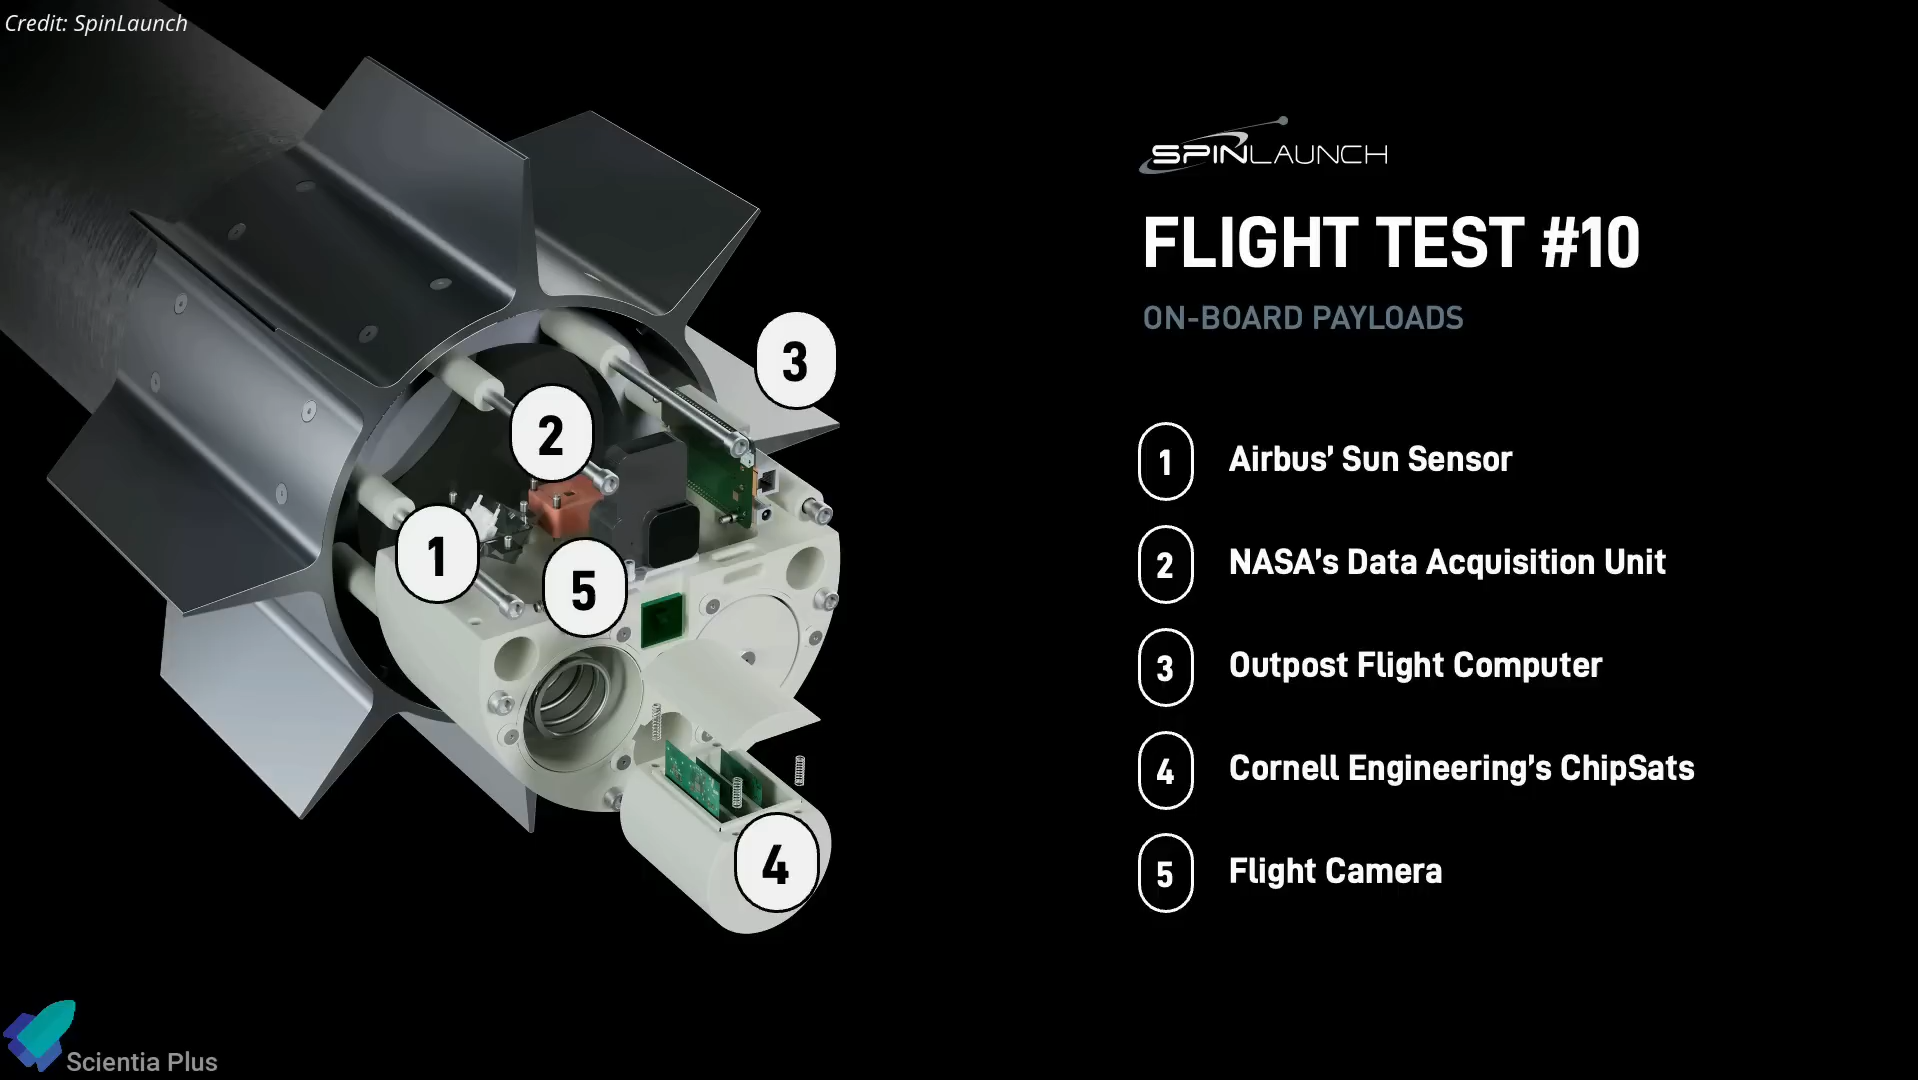 Credit: SpinLaunch
SPINLAUNCH
FLIGHT TEST #10
ON-BOARD PAYLOADS
3
2
1
5
4
1 Airbus’ Sun Sensor
2 NASA’s Data Acquisition Unit
3 Outpost Flight Computer
4 Cornell Engineering’s ChipSats
5 Flight Camera
Scientia Plus